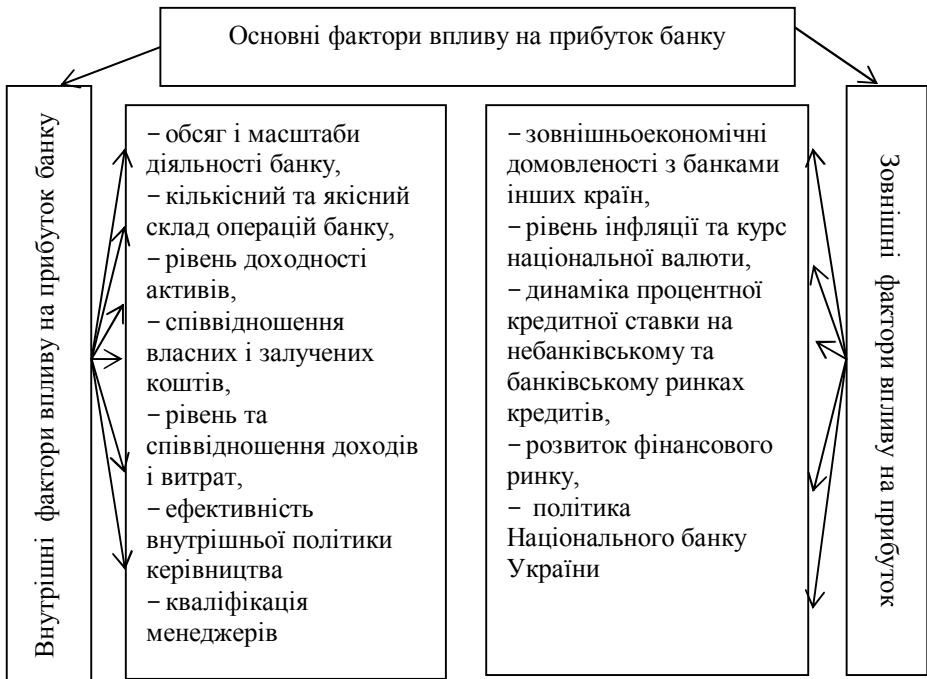 Основні фактори впливу на прибуток банку
Внутрішні фактори впливу на прибуток банку
− обсяг і масштаби
діяльності банку,
− кількісний та якісний
склад операцій банку,
− рівень доходності
активів,
− співвідношення
власних і залучених
коштів,
− рівень та
співвідношення доходів
і витрат,
− ефективність
внутрішньої політики
керівництва
− кваліфікація
менеджерів
− зовнішньоекономічні
домовленості з банками
інших країн,
− рівень інфляції та курс
національної валюти,
− динаміка процентної
кредитної ставки на
небанківському та
банківському ринках
кредитів,
− розвиток фінансового
ринку,
− політика
Національного банку
України
Зовнішні фактори впливу на прибуток